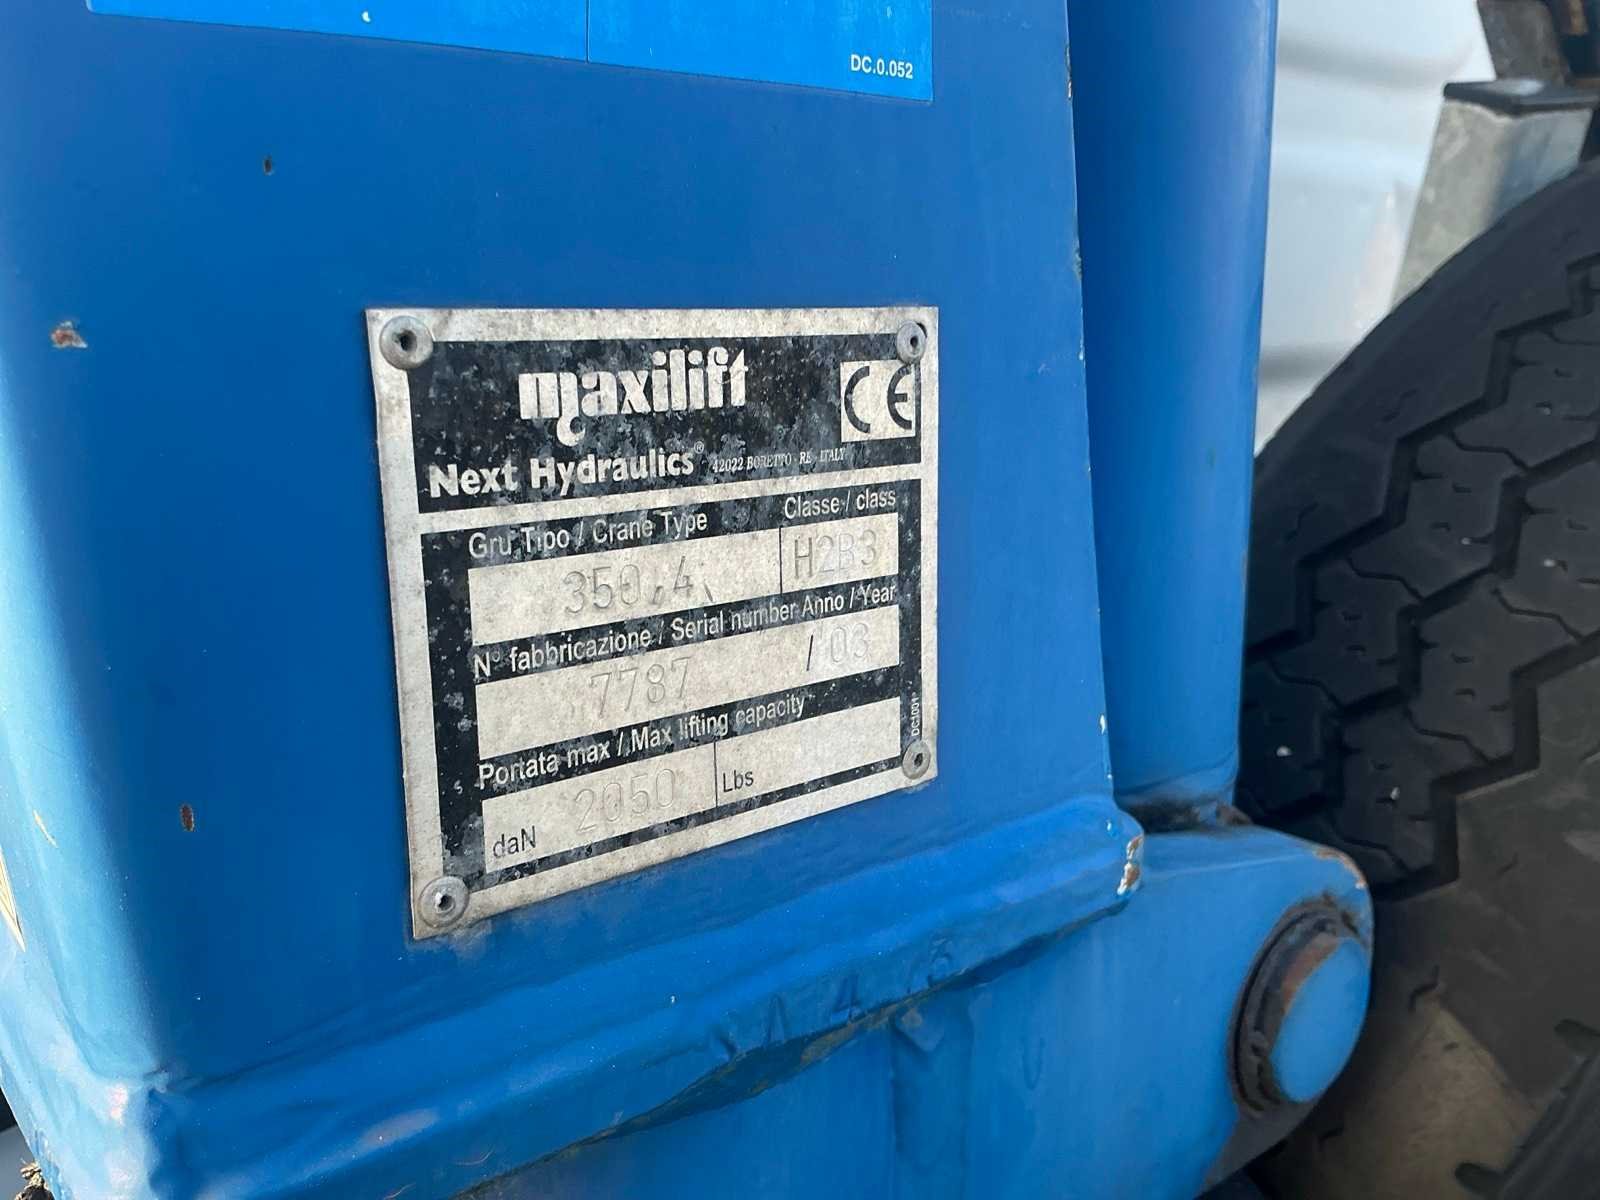 DC.0.052
maxilift
CE
Next Hydraulics® 42022 BORETTO - RE - ITALY
Gru Tipo / Crane Type Classe / class
350.4 H2B3
N° fabbricazione / Serial number Anno / Year
7787 / 03
Portata max / Max lifting capacity
daN 2050 Lbs
DC1001